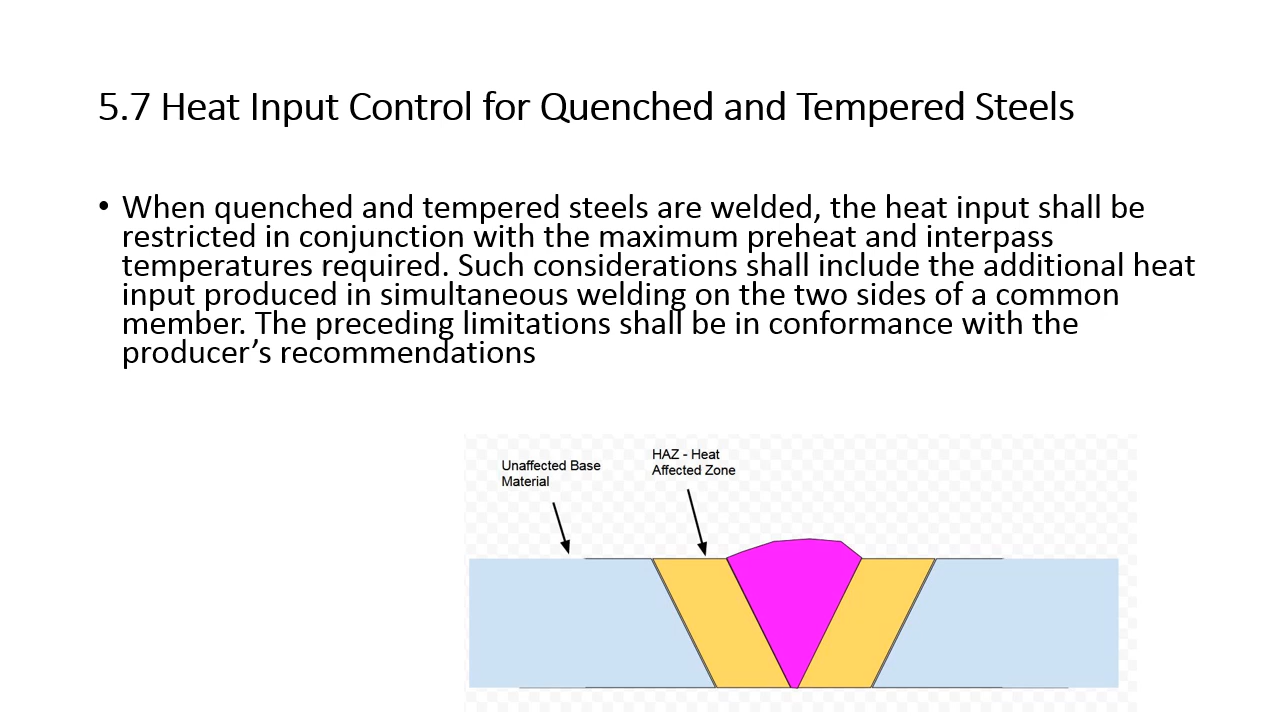 5.7 Heat Input Control for Quenched and Tempered Steels
• When quenched and tempered steels are welded, the heat input shall be
restricted in conjunction with the maximum preheat and interpass
temperatures required. Such considerations shall include the additional heat
input produced in simultaneous welding on the two sides of a common
member. The preceding limitations shall be in conformance with the
producer’s recommendations
Unaffected Base
Material
HAZ - Heat
Affected Zone